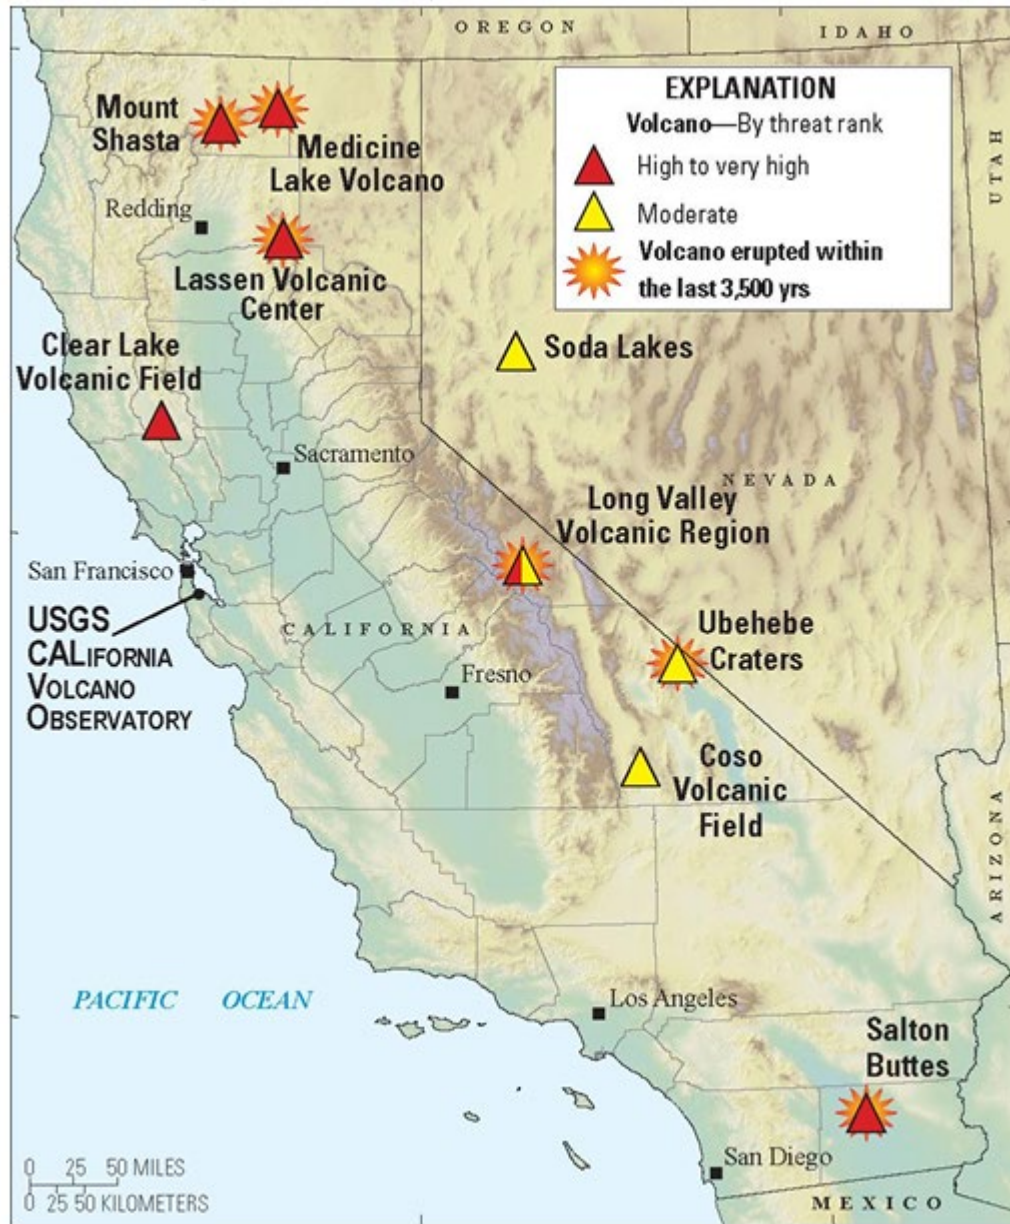 OREGON
IDAHO
EXPLANATION
Volcano—By threat rank
High to very high
Moderate
Volcano erupted within
the last 3,500 yrs
UTAH
Mount
Shasta
Medicine
Lake Volcano
Redding
Lassen Volcanic
Center
Clear Lake
Volcanic Field
Soda Lakes
Sacramento
NEVADA
Long Valley
Volcanic Region
San Francisco
USGS
CALIFORNIA
VOLCANO
OBSERVATORY
CALIFORNIA
Ubehebe
Craters
Fresno
Coso
Volcanic
Field
ARIZONA
PACIFIC OCEAN
Los Angeles
Salton
Buttes
San Diego
MEXICO
0 25 50 MILES
0 25 50 KILOMETERS